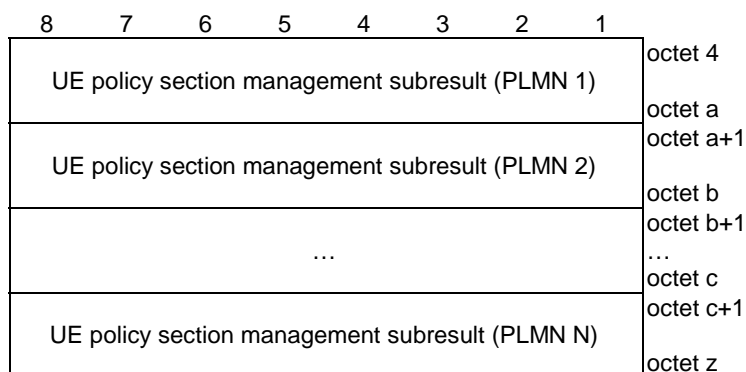 8 7 6 5 4 3 2 1
octet 4
UE policy section management subresult (PLMN 1)
octet a
octet a+1
UE policy section management subresult (PLMN 2)
octet b
octet b+1
… …
octet c
octet c+1
UE policy section management subresult (PLMN N)
octet z